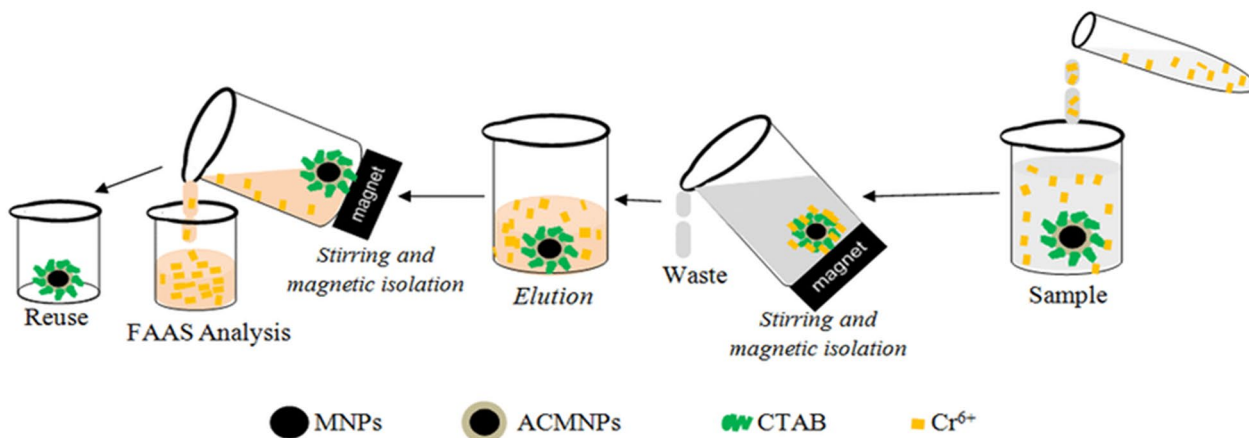 magnet
Stirring and
magnetic isolation
Reuse
FAAS Analysis
Elution
Waste
magnet
Stirring and
magnetic isolation
Sample
MNPs
ACMNPs
CTAB
Cr⁶⁺